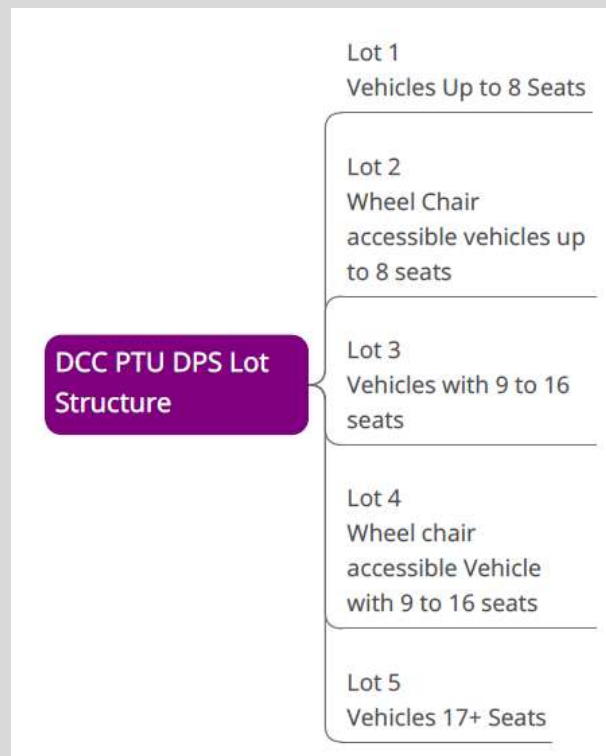 Lot 1
Vehicles Up to 8 Seats
Lot 2
Wheel Chair
accessible vehicles up
to 8 seats
DCC PTU DPS Lot
Structure
Lot 3
Vehicles with 9 to 16
seats
Lot 4
Wheel chair
accessible Vehicle
with 9 to 16 seats
Lot 5
Vehicles 17+ Seats